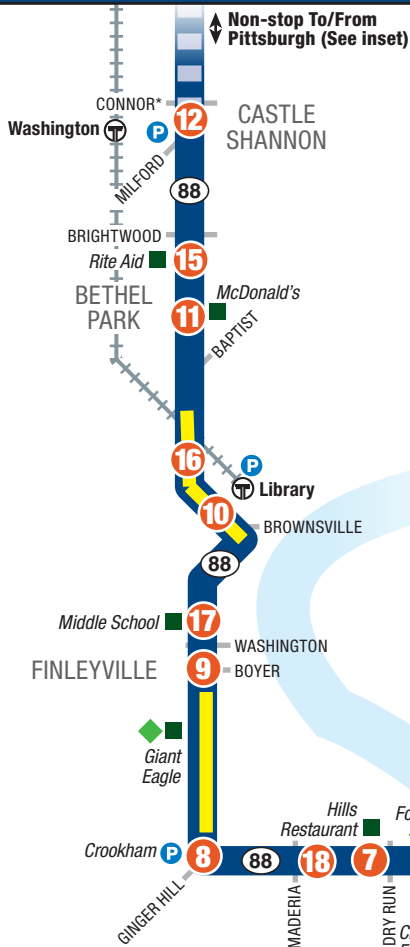 Non-stop To/From
Pittsburgh (See inset)
CONNOR*
Washington T
P
12
CASTLE
SHANNON
MILFORD
88
BRIGHTWOOD
Rite Aid
15
BETHEL
PARK
McDonald's
11
BAPTIST
16
P
T Library
10
BROWNSVILLE
88
Middle School
17
WASHINGTON
FINLEYVILLE
9
BOYER
Giant
Eagle
Hills
Restaurant
Crookham P
8
88
18
7
GINGER HILL
MADERIA
DRY RUN